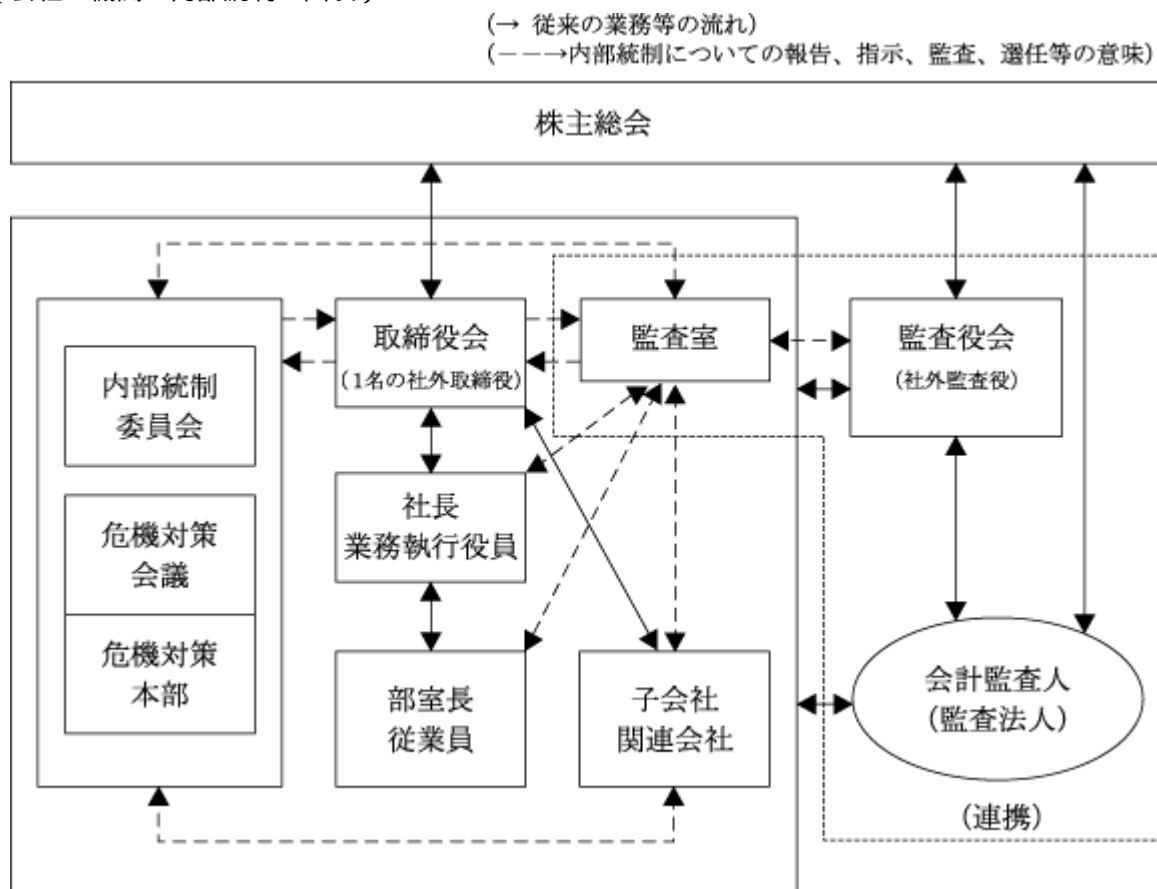 (→ 従来の業務等の流れ)
(−−→内部統制についての報告、指示、監査、選任等の意味)
株主総会
取締役会
(1名の社外取締役)
監査室
監査役会
(社外監査役)
内部統制
委員会
社長
業務執行役員
危機対策
会議
危機対策
本部
部室長
従業員
子会社
関連会社
会計監査人
(監査法人)
(連携)